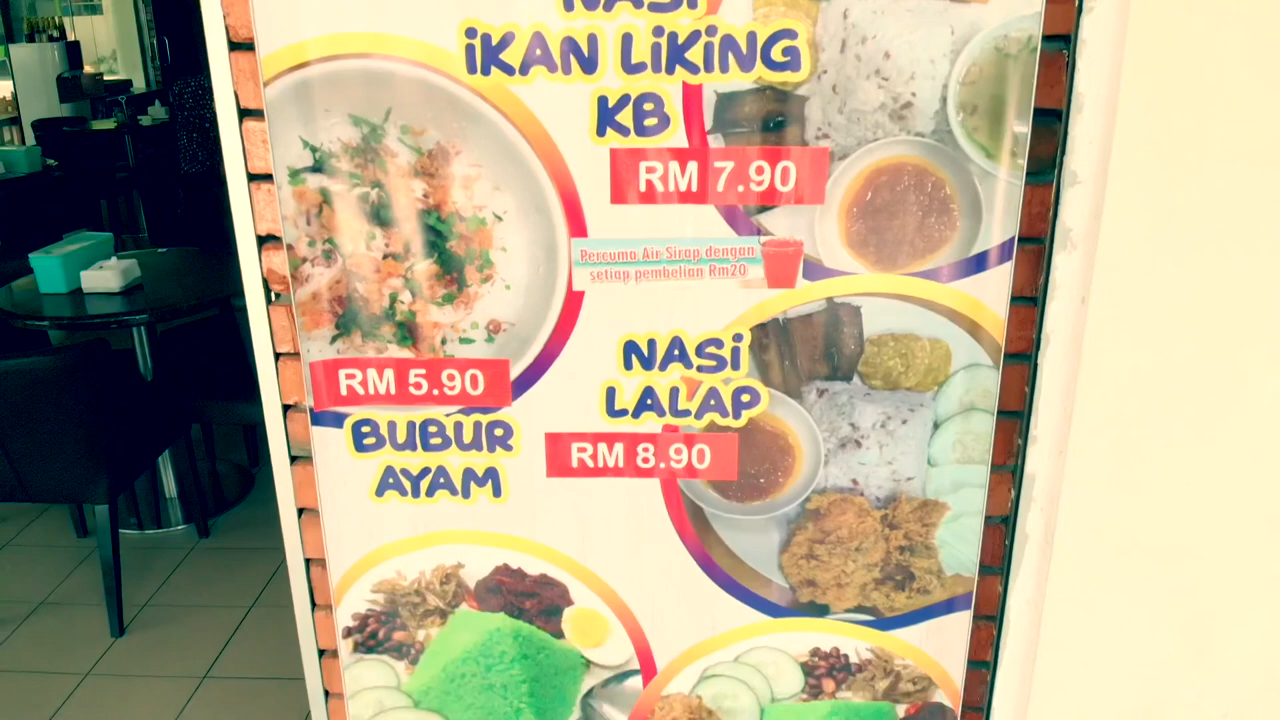 NASi
iKAN LiKiNG
KB
RM 7.90
Percuma Air Sirap dengan
setiap pembelian Rm20
RM 5.90
BUBUR
AYAM
NASi
LALAP
RM 8.90